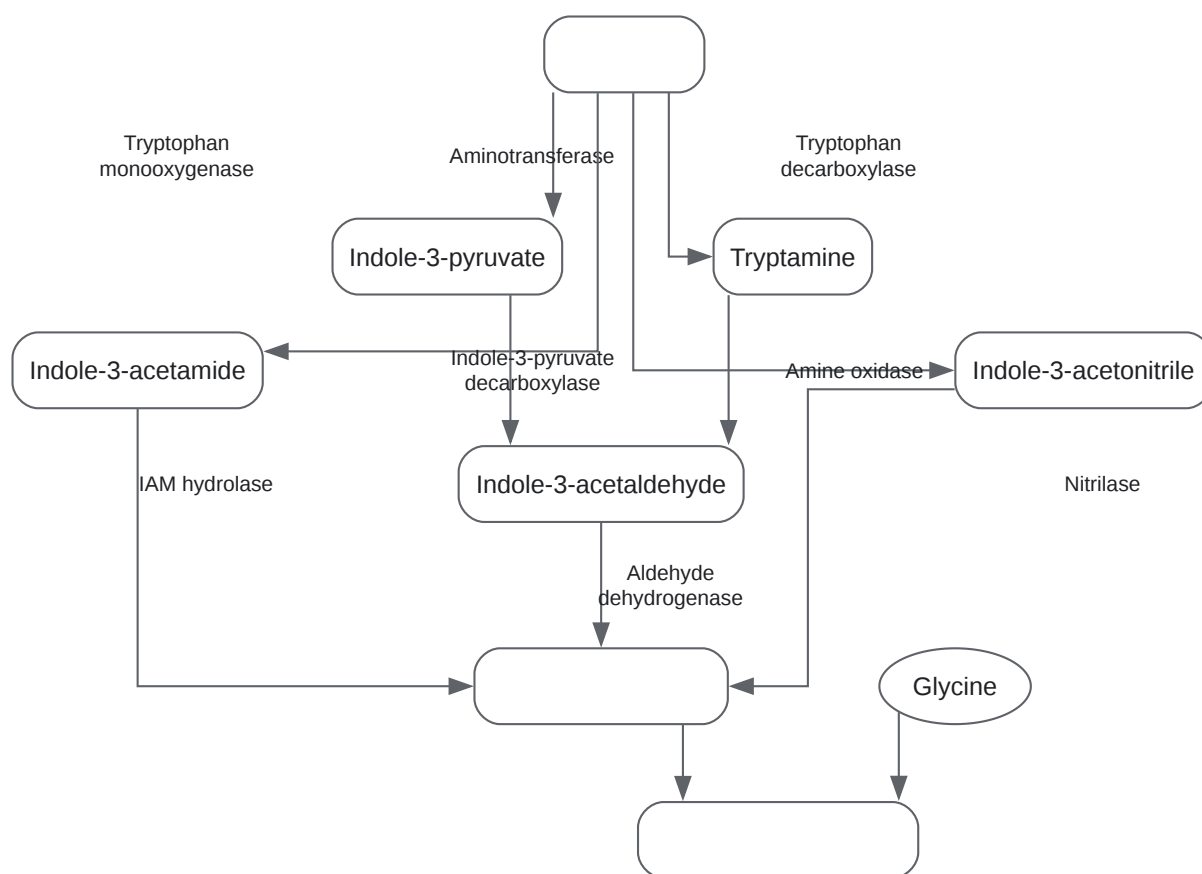 Tryptophan
monooxygenase
Aminotransferase
Tryptophan
decarboxylase
Indole-3-pyruvate
Tryptamine
Indole-3-acetamide
Indole-3-pyruvate
decarboxylase
Amine oxidase
Indole-3-acetonitrile
IAM hydrolase
Indole-3-acetaldehyde
Nitrilase
Aldehyde
dehydrogenase
Glycine